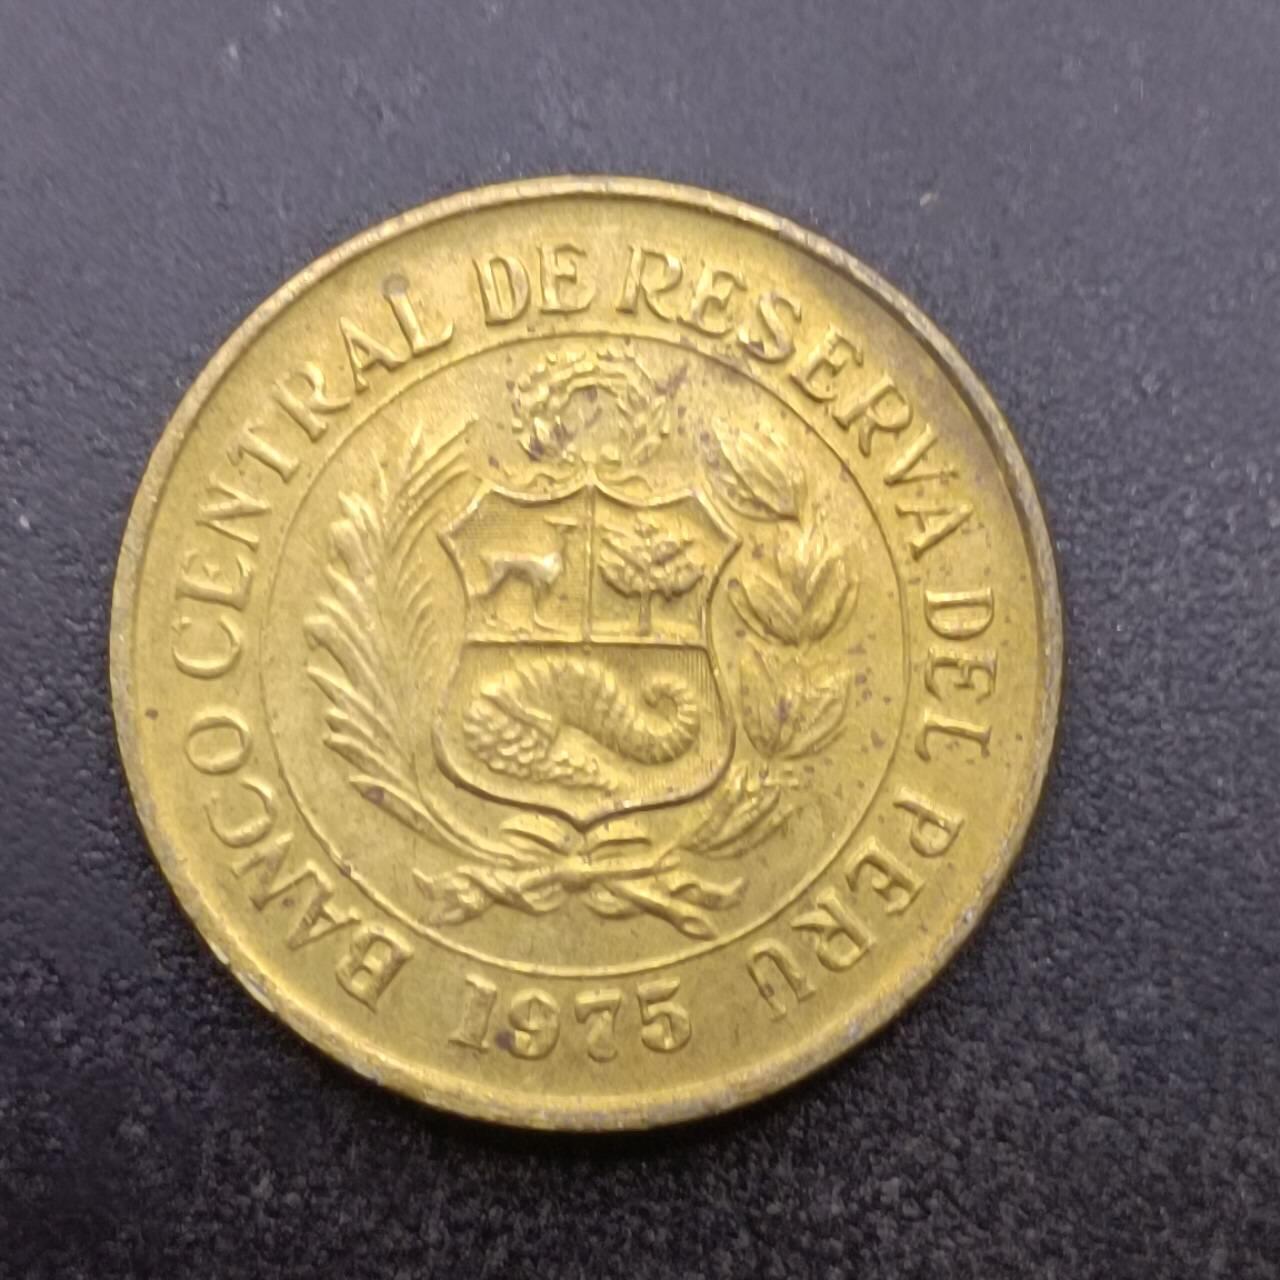 BANCO CENTRAL DE RESERVA DEL PERU
1975